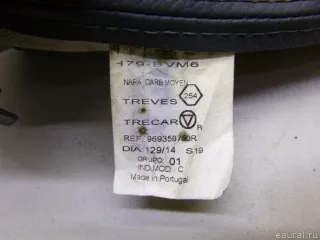 NAPA CARB.MOYEN
254
TREVES
TRECAR R
REF. 969359790R
DIA:129/14 S19
GRUPO: 01
IND.MOD: C
Made in Portugal
© eaural.ru